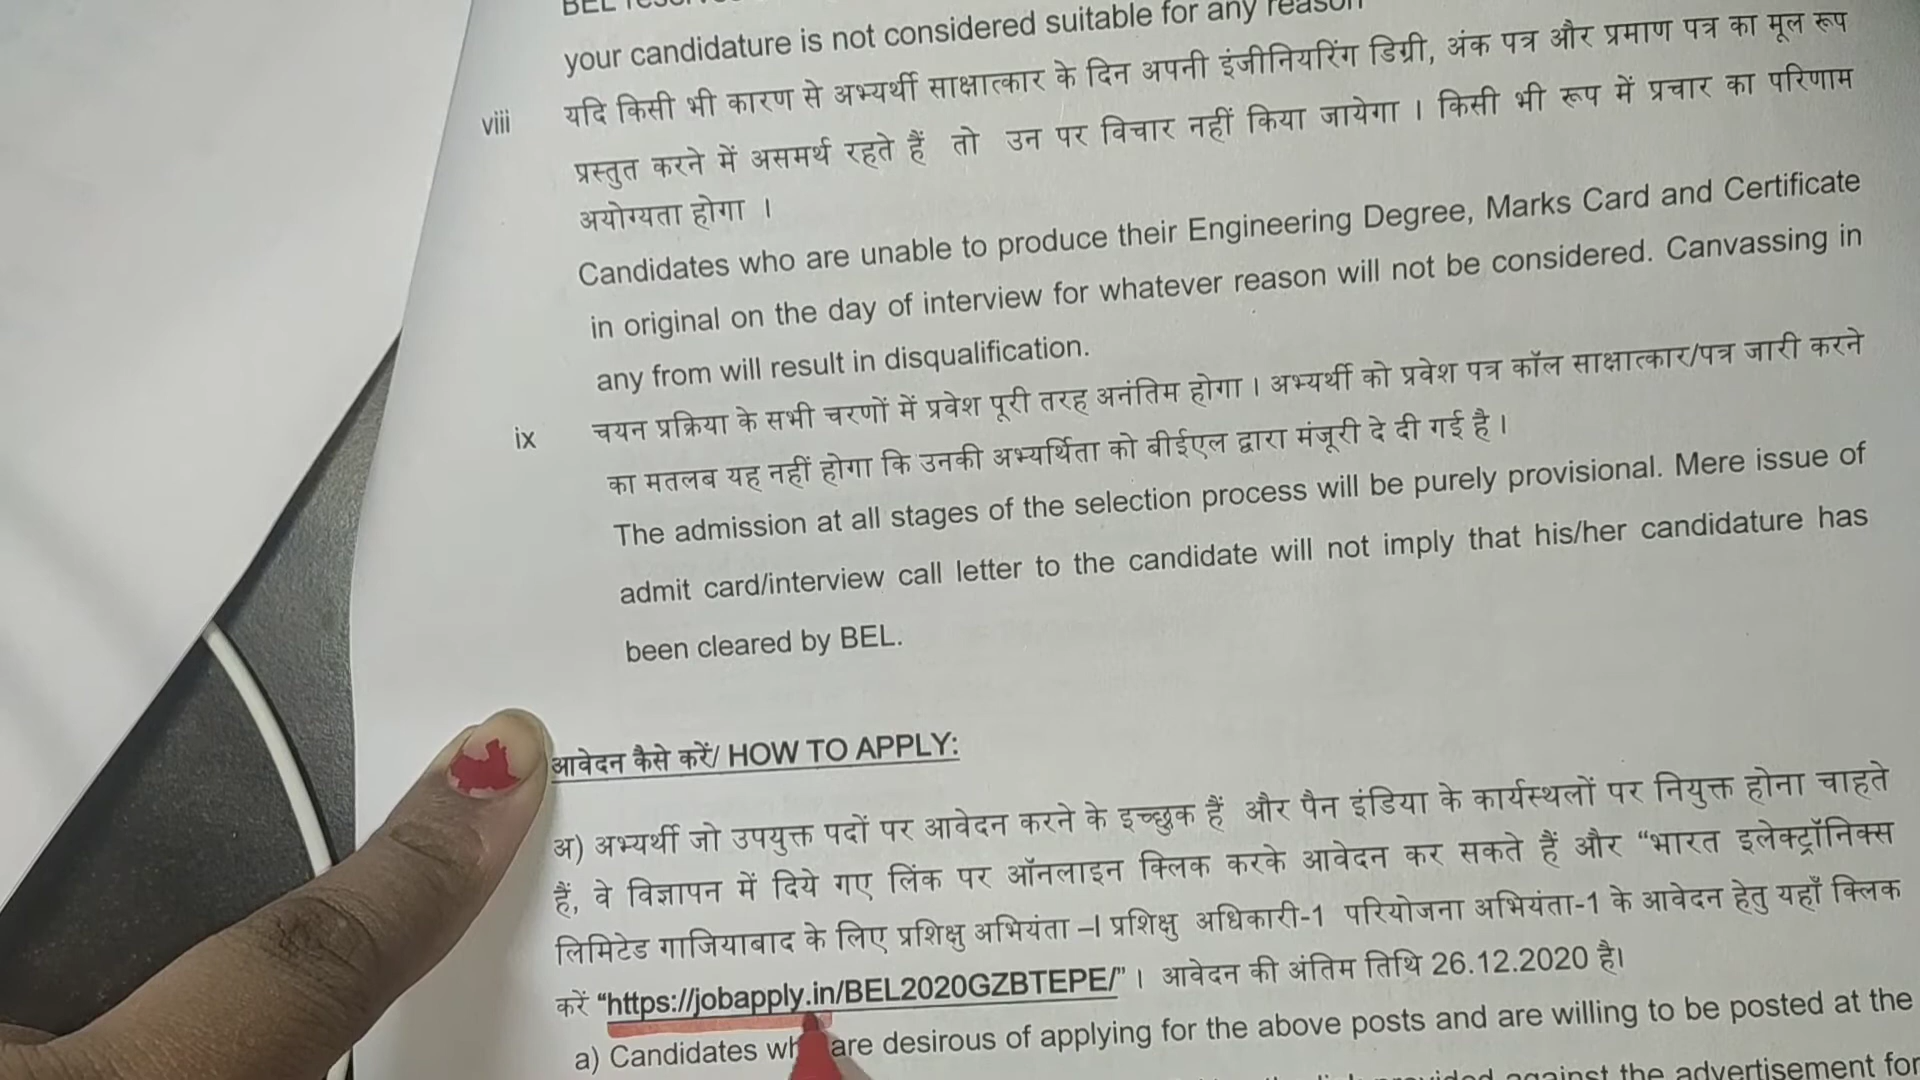 BEL
your candidature is not considered suitable for any reason
viii यदि किसी भी कारण से अभ्यर्थी साक्षात्कार के दिन अपनी इंजीनियरिंग डिग्री, अंक पत्र और प्रमाण पत्र का मूल रूप
प्रस्तुत करने में असमर्थ रहते हैं तो उन पर विचार नहीं किया जायेगा । किसी भी रूप में प्रचार का परिणाम
अयोग्यता होगा ।
Candidates who are unable to produce their Engineering Degree, Marks Card and Certificate
in original on the day of interview for whatever reason will not be considered. Canvassing in
any from will result in disqualification.
ix चयन प्रक्रिया के सभी चरणों में प्रवेश पूरी तरह अनंतिम होगा । अभ्यर्थी को प्रवेश पत्र कॉल साक्षात्कार/पत्र जारी करने
का मतलब यह नहीं होगा कि उनकी अभ्यर्थिता को बीईएल द्वारा मंजूरी दे दी गई है ।
The admission at all stages of the selection process will be purely provisional. Mere issue of
admit card/interview call letter to the candidate will not imply that his/her candidature has
been cleared by BEL.
आवेदन कैसे करें/ HOW TO APPLY:
अ) अभ्यर्थी जो उपयुक्त पदों पर आवेदन करने के इच्छुक हैं और पैन इंडिया के कार्यस्थलों पर नियुक्त होना चाहते
हैं, वे विज्ञापन में दिये गए लिंक पर ऑनलाइन क्लिक करके आवेदन कर सकते हैं और “भारत इलेक्ट्रॉनिक्स
लिमिटेड गाजियाबाद के लिए प्रशिक्षु अभियंता –I प्रशिक्षु अधिकारी-1 परियोजना अभियंता-1 के आवेदन हेतु यहाँ क्लिक
करें “https://jobapply.in/BEL2020GZBTEPE/” । आवेदन की अंतिम तिथि 26.12.2020 है।
a) Candidates are desirous of applying for the above posts and are willing to be posted at the
against the advertisement for